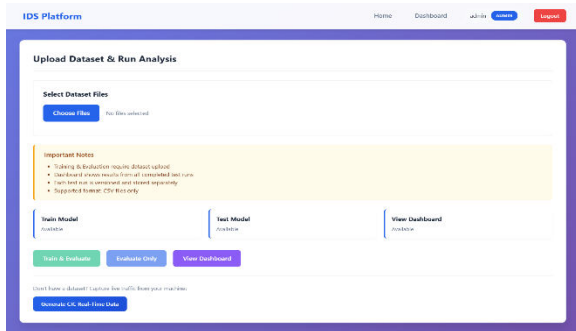 IDS Platform
Home Dashboard admin ADMIN Logout
Upload Dataset & Run Analysis
Select Dataset Files
Choose Files No files selected
Important Notes
• Training & Evaluation require dataset upload
• Dashboard shows results from all completed test runs
• Each test run is versioned and stored separately
• Supported format: CSV files only
Train Model Test Model View Dashboard
Available Available Available
Train & Evaluate Evaluate Only View Dashboard
Don't have a dataset? Capture live traffic from your machine:
Generate CIC Real-Time Data